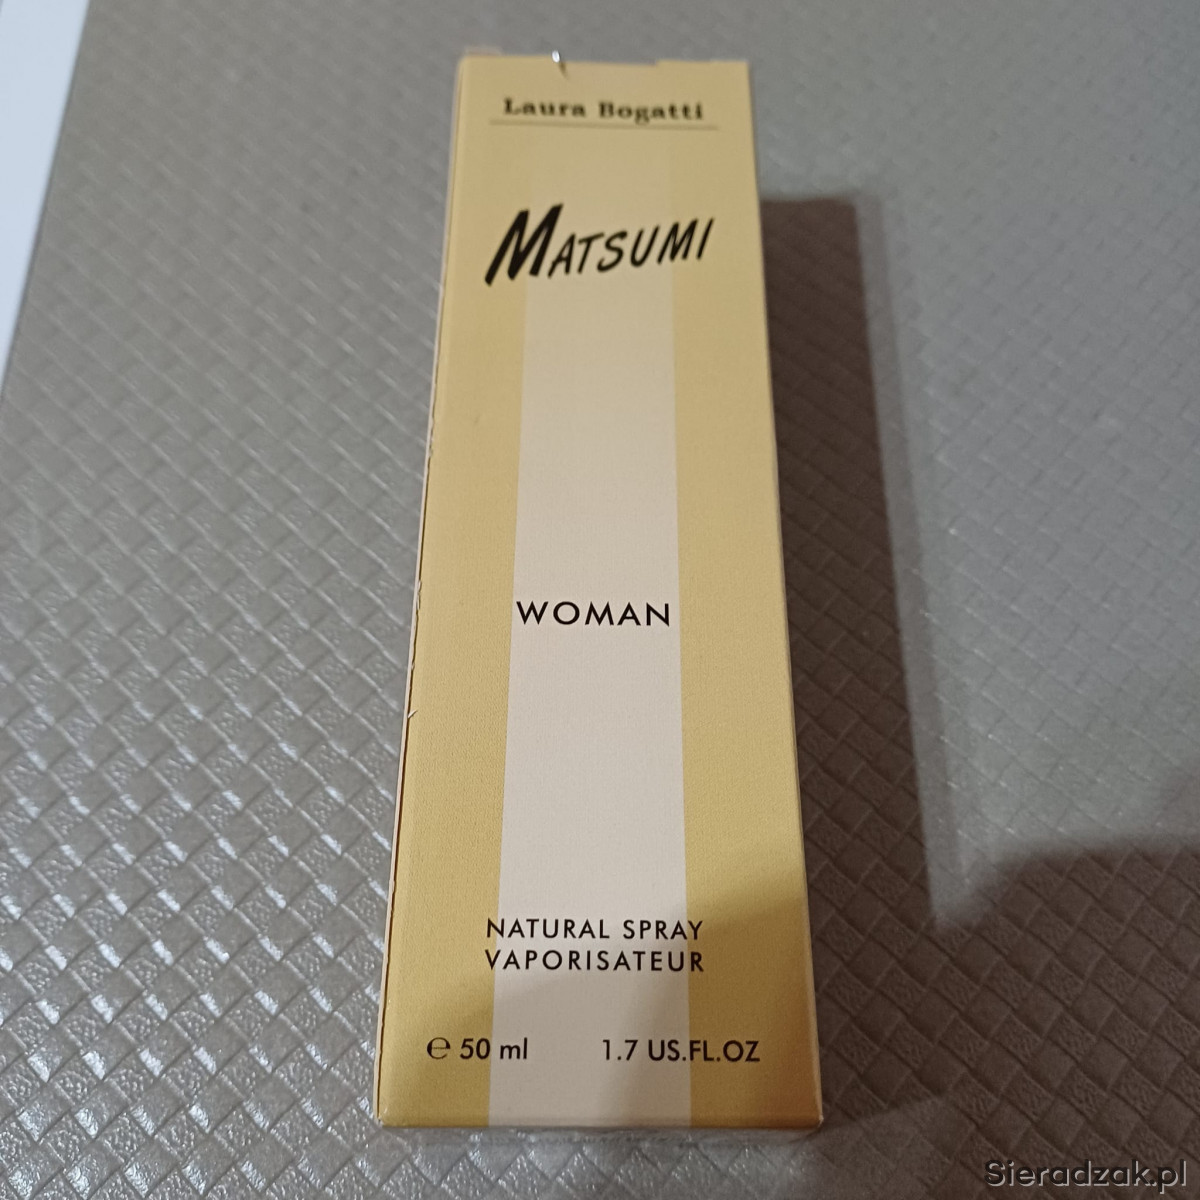 Laura Bogatti
MATSUMI
WOMAN
NATURAL SPRAY
VAPORISATEUR
℮ 50 ml 1.7 US.FL.OZ
Sieradzak.pl